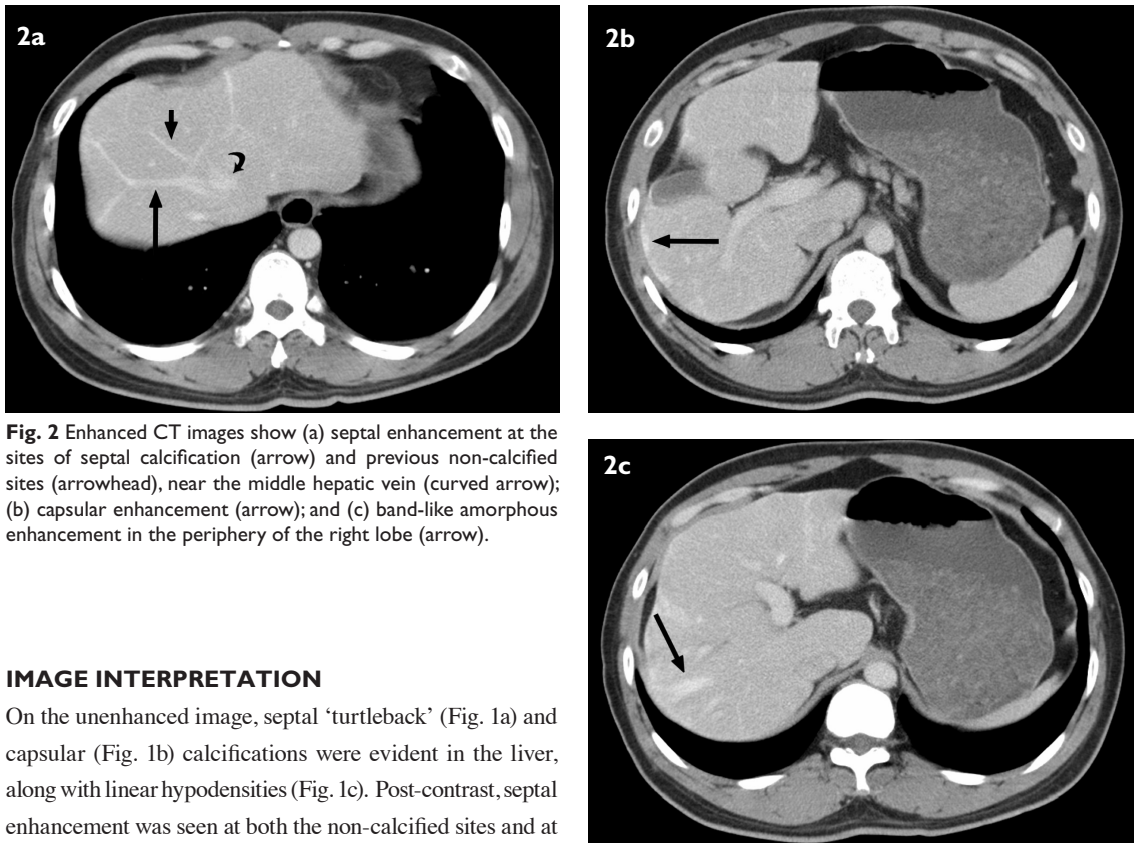 2a
2b
Fig. 2 Enhanced CT images show (a) septal enhancement at the
sites of septal calcification (arrow) and previous non-calcified
sites (arrowhead), near the middle hepatic vein (curved arrow);
(b) capsular enhancement (arrow); and (c) band-like amorphous
enhancement in the periphery of the right lobe (arrow).
2c
IMAGE INTERPRETATION
On the unenhanced image, septal ‘turtleback’ (Fig. 1a) and
capsular (Fig. 1b) calcifications were evident in the liver,
along with linear hypodensities (Fig. 1c). Post-contrast, septal
enhancement was seen at both the non-calcified sites and at